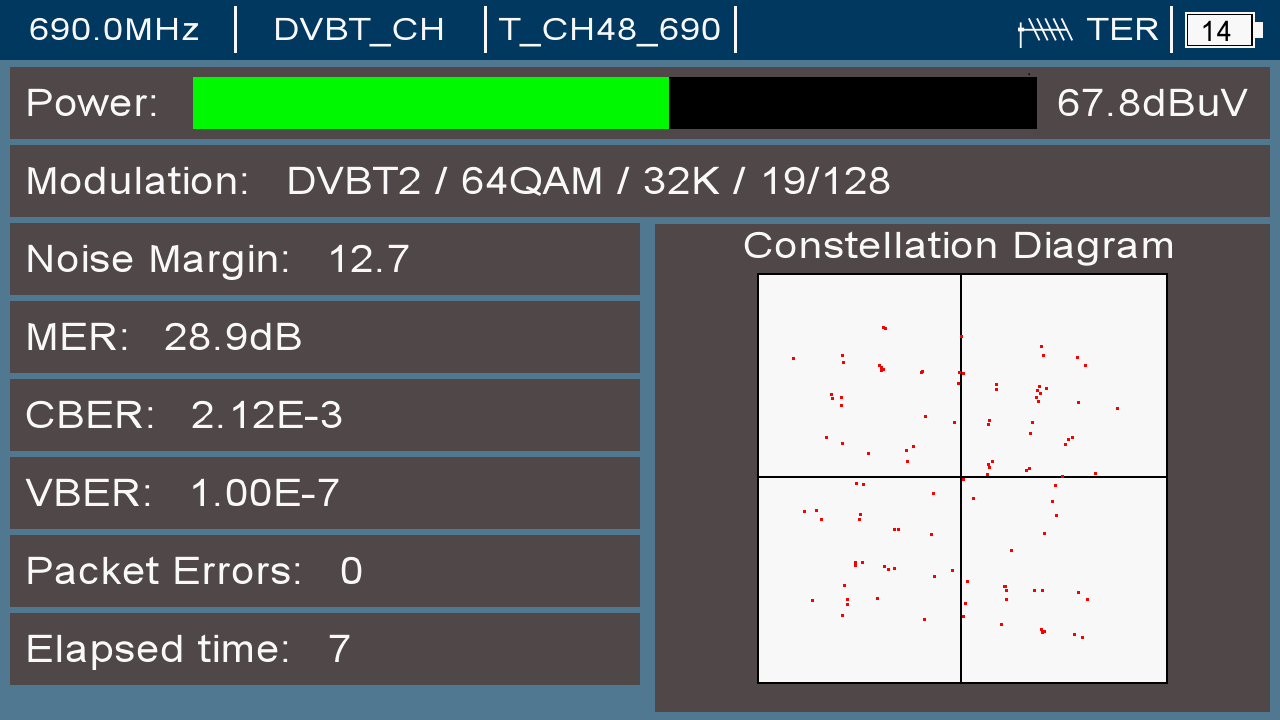 690.0MHz DVBT_CH T_CH48_690 TER 14
Power: 67.8dBuV
Modulation: DVBT2 / 64QAM / 32K / 19/128
Noise Margin: 12.7
Constellation Diagram
MER: 28.9dB
CBER: 2.12E-3
VBER: 1.00E-7
Packet Errors: 0
Elapsed time: 7